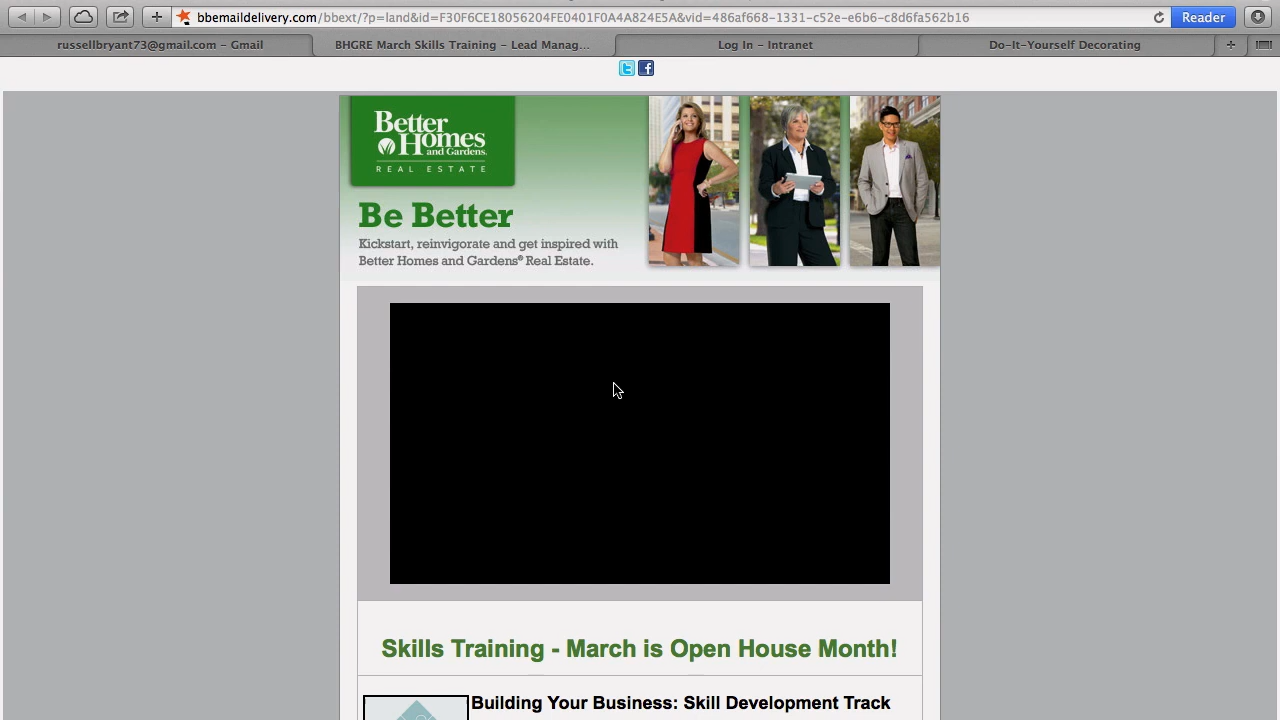 bbemaildelivery.com/bbext/?p=land&id=F30F6CE18056204FE0401F0A4A824E5A&vid=486af668-1331-c52e-e6b6-c8d6fa562b16
Reader
russellbryant73@gmail.com - Gmail
BHGRE March Skills Training - Lead Manag...
Log In - Intranet
Do-It-Yourself Decorating
Better
Homes
and Gardens.
REAL ESTATE
Be Better
Kickstart, reinvigorate and get inspired with
Better Homes and Gardens® Real Estate.
Skills Training - March is Open House Month!
Building Your Business: Skill Development Track